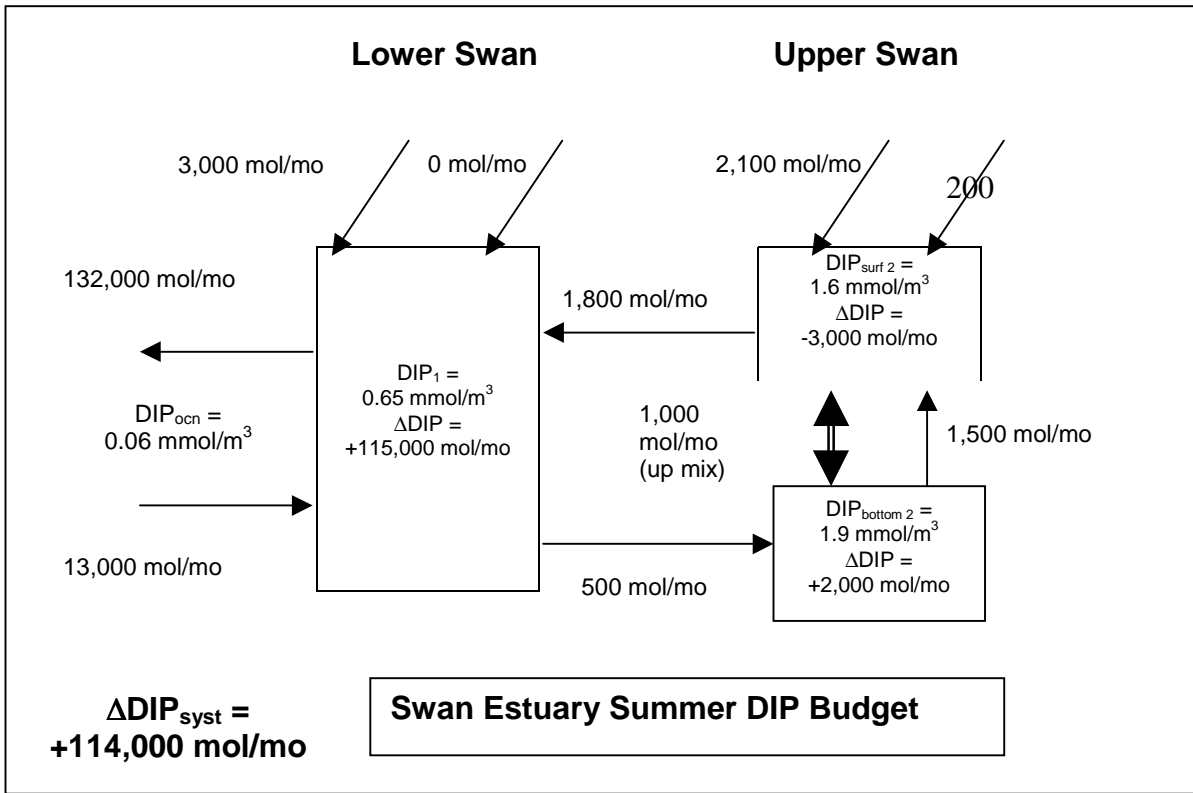 Lower Swan
Upper Swan
3,000 mol/mo
0 mol/mo
2,100 mol/mo
200
132,000 mol/mo
DIPocn =
0.06 mmol/m³
13,000 mol/mo
DIP1 =
0.65 mmol/m³
ΔDIP =
+115,000 mol/mo
1,800 mol/mo
DIPsurf 2 =
1.6 mmol/m³
ΔDIP =
-3,000 mol/mo
1,000
mol/mo
(up mix)
1,500 mol/mo
500 mol/mo
DIPbottom 2 =
1.9 mmol/m³
ΔDIP =
+2,000 mol/mo
ΔDIPsyst =
+114,000 mol/mo
Swan Estuary Summer DIP Budget